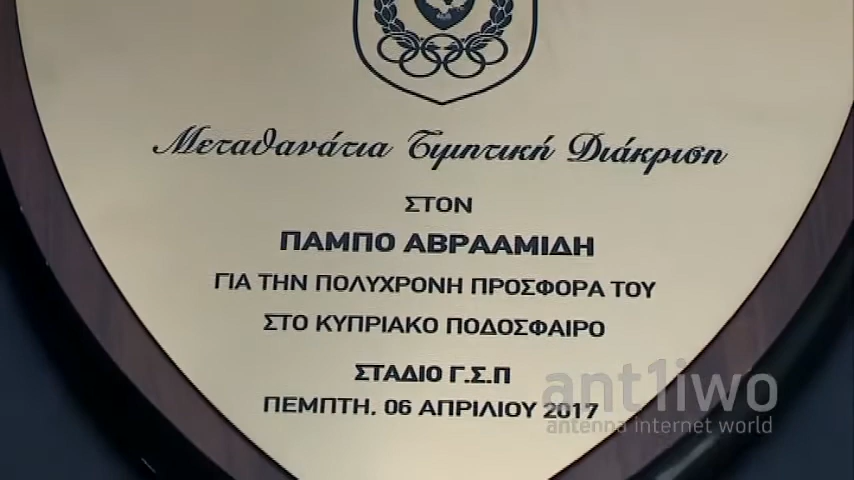 Μεταθανάτια Τιμητική Διάκριση
ΣΤΟΝ
ΠΑΜΠΟ ΑΒΡΑΑΜΙΔΗ
ΓΙΑ ΤΗΝ ΠΟΛΥΧΡΟΝΗ ΠΡΟΣΦΟΡΑ ΤΟΥ
ΣΤΟ ΚΥΠΡΙΑΚΟ ΠΟΔΟΣΦΑΙΡΟ
ΣΤΑΔΙΟ Γ.Σ.Π
ΠΕΜΠΤΗ, 06 ΑΠΡΙΛΙΟΥ 2017
ant1iwo
antenna internet world